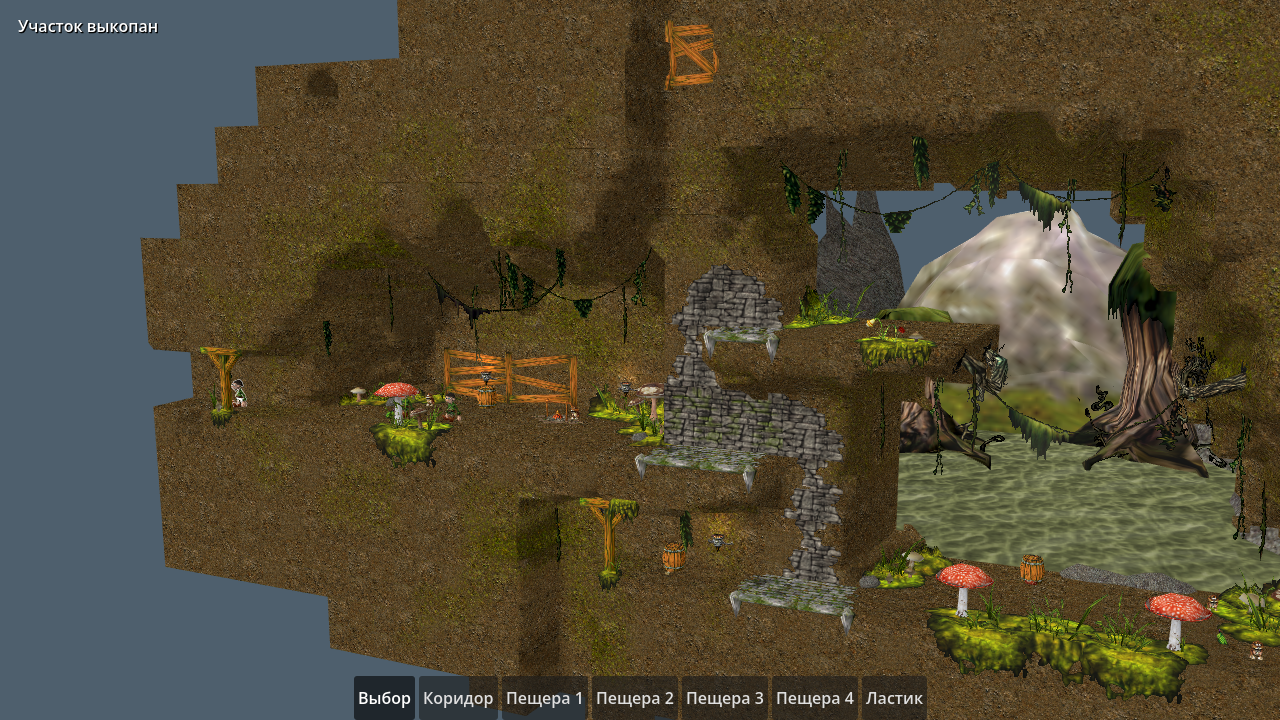 Участок выкопан
Выбор Коридор Пещера 1 Пещера 2 Пещера 3 Пещера 4 Ластик